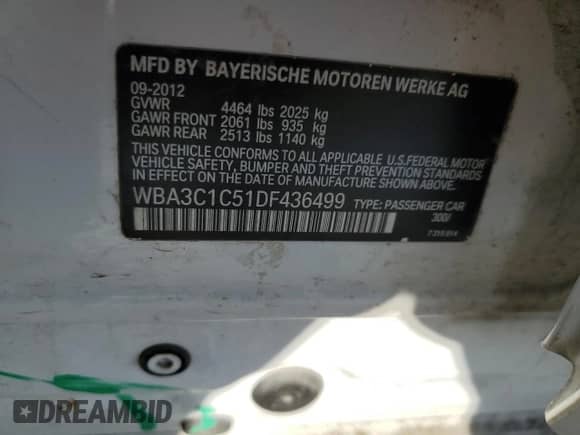 MFD BY BAYERISCHE MOTOREN WERKE AG
09-2012
GVWR 4464 lbs 2025 kg
GAWR FRONT 2061 lbs 935 kg
GAWR REAR 2513 lbs 1140 kg
THIS VEHICLE CONFORMS TO ALL APPLICABLE U.S.FEDERAL MOTOR
VEHICLE SAFETY, BUMPER AND THEFT PREVENTION STANDARDS
IN EFFECT ON THE DATE OF MANUFACTURE SHOWN ABOVE.
WBA3C1C51DF436499 TYPE: PASSENGER CAR
300/
DREAMBID